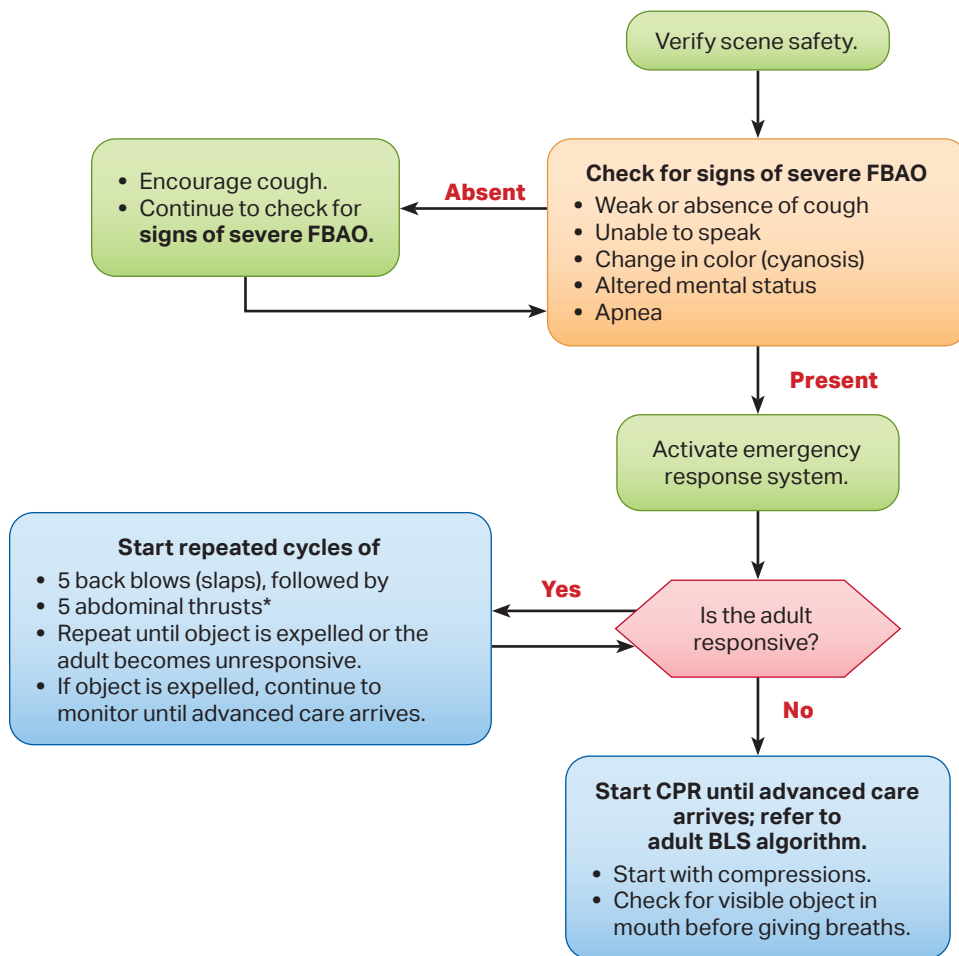 Verify scene safety.
• Encourage cough.
• Continue to check for
signs of severe FBAO.
Absent
Check for signs of severe FBAO
• Weak or absence of cough
• Unable to speak
• Change in color (cyanosis)
• Altered mental status
• Apnea
Present
Activate emergency
response system.
Start repeated cycles of
• 5 back blows (slaps), followed by
• 5 abdominal thrusts*
• Repeat until object is expelled or the
adult becomes unresponsive.
• If object is expelled, continue to
monitor until advanced care arrives.
Yes
Is the adult
responsive?
No
Start CPR until advanced care
arrives; refer to
adult BLS algorithm.
• Start with compressions.
• Check for visible object in
mouth before giving breaths.